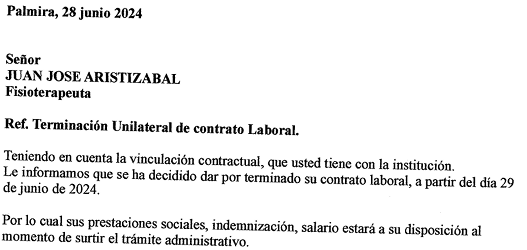 Palmira, 28 junio 2024
Señor
JUAN JOSE ARISTIZABAL
Fisioterapeuta
Ref. Terminación Unilateral de contrato Laboral.
Teniendo en cuenta la vinculación contractual, que usted tiene con la institución.
Le informamos que se ha decidido dar por terminado su contrato laboral, a partir del día 29
de junio de 2024.
Por lo cual sus prestaciones sociales, indemnización, salario estará a su disposición al
momento de surtir el trámite administrativo.